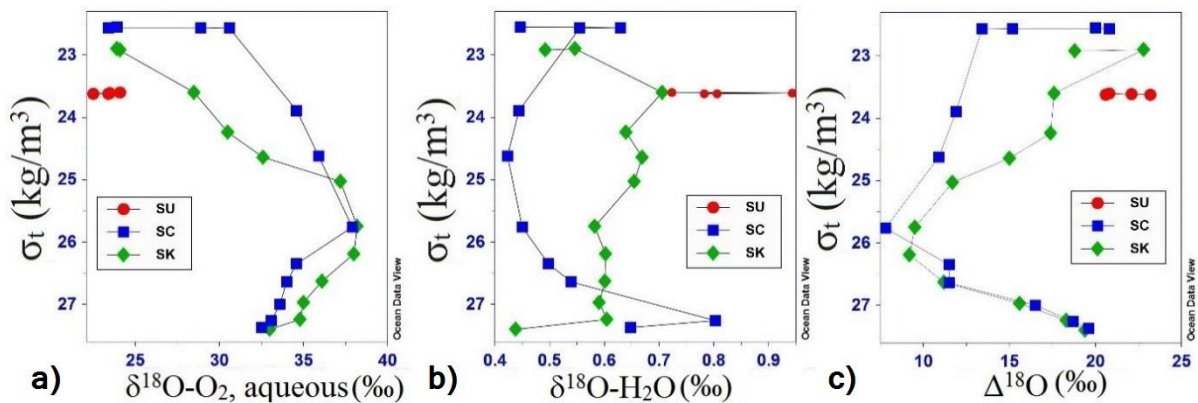 σt (kg/m³)
23
24
25
26
27
SU
SC
SK
Ocean Data View
25 30 35 40
a) δ¹⁸O-O₂, aqueous(‰)
σt (kg/m³)
23
24
25
26
27
SU
SC
SK
Ocean Data View
0.4 0.5 0.6 0.7 0.8 0.9
b) δ¹⁸O-H₂O(‰)
σt (kg/m³)
23
24
25
26
27
SU
SC
SK
Ocean Data View
10 15 20 25
c) Δ¹⁸O (‰)